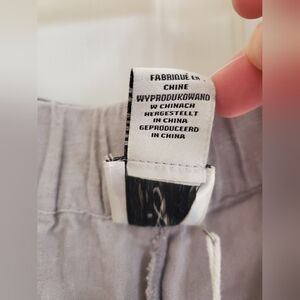 FABRIQUÉ EN
CHINE
WYPRODUKOWANO
W CHINACH
HERGESTELLT
IN CHINA
GEPRODUCEERD
IN CHINA